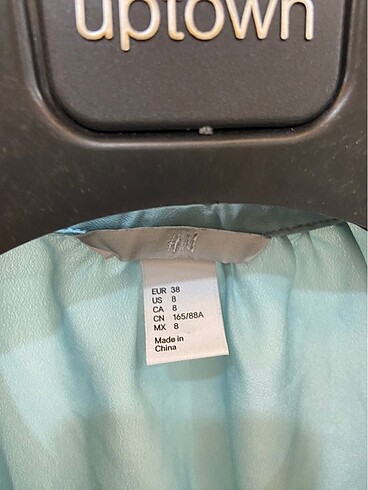 uptown
EUR 38
US 8
CA 8
CN 165/88A
MX 8
Made in
China